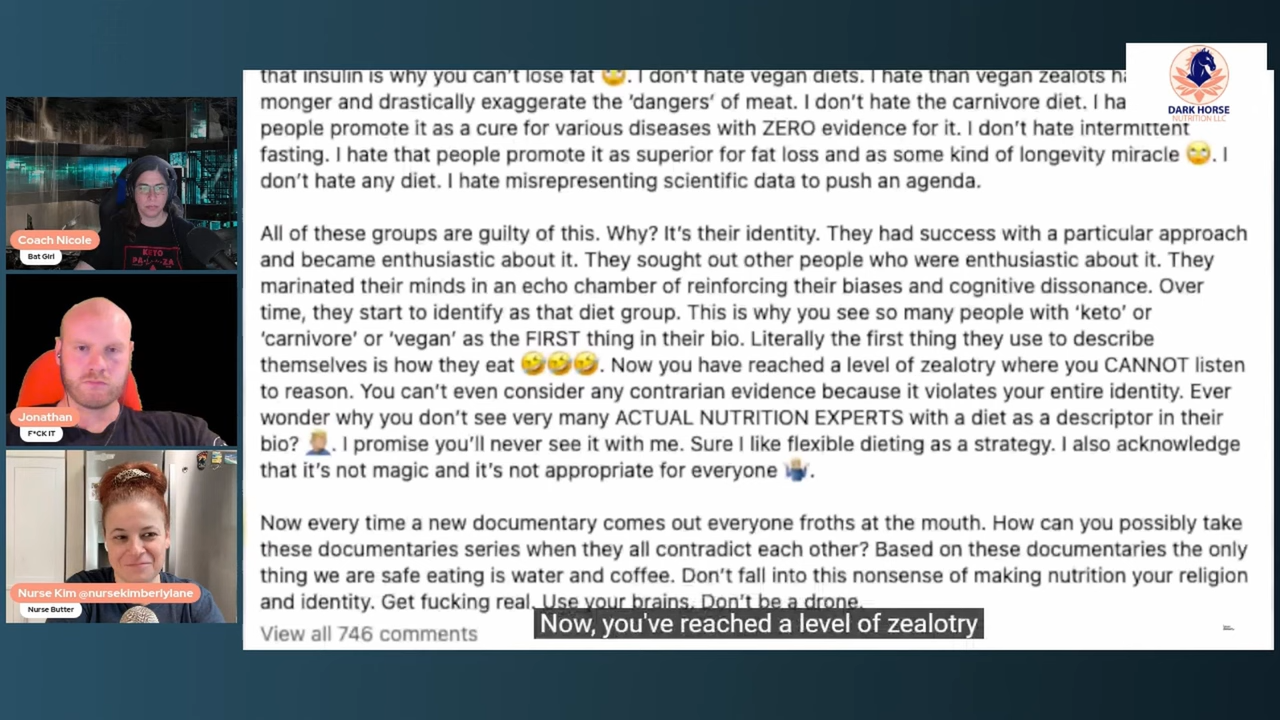 that insulin is why you can't lose fat 🙄. I don't hate vegan diets. I hate than vegan zealots
monger and drastically exaggerate the 'dangers' of meat. I don't hate the carnivore diet. I
people promote it as a cure for various diseases with ZERO evidence for it. I don't hate intermittent
fasting. I hate that people promote it as superior for fat loss and as some kind of longevity miracle 🙄. I
don't hate any diet. I hate misrepresenting scientific data to push an agenda.
All of these groups are guilty of this. Why? It's their identity. They had success with a particular approach
and became enthusiastic about it. They sought out other people who were enthusiastic about it. They
marinated their minds in an echo chamber of reinforcing their biases and cognitive dissonance. Over
time, they start to identify as that diet group. This is why you see so many people with 'keto' or
'carnivore' or 'vegan' as the FIRST thing in their bio. Literally the first thing they use to describe
themselves is how they eat 🤣🤣🤣. Now you have reached a level of zealotry where you CANNOT listen
to reason. You can't even consider any contrarian evidence because it violates your entire identity. Ever
wonder why you don't see very many ACTUAL NUTRITION EXPERTS with a diet as a descriptor in their
bio? 🤦🏼‍♂️. I promise you'll never see it with me. Sure I like flexible dieting as a strategy. I also acknowledge
that it's not magic and it's not appropriate for everyone 🤷🏼‍♂️.
Now every time a new documentary comes out everyone froths at the mouth. How can you possibly take
these documentaries series when they all contradict each other? Based on these documentaries the only
thing we are safe eating is water and coffee. Don't fall into this nonsense of making nutrition your religion
and identity. Get fucking real. Use your brains. Don't be a drone.
View all 746 comments
Now, you've reached a level of zealotry
DARK HORSE
NUTRITION LLC
Coach Nicole
Bat Girl
KETO
Jonathan
F*CK IT
Nurse Kim @nursekimberlylane
Nurse Butter